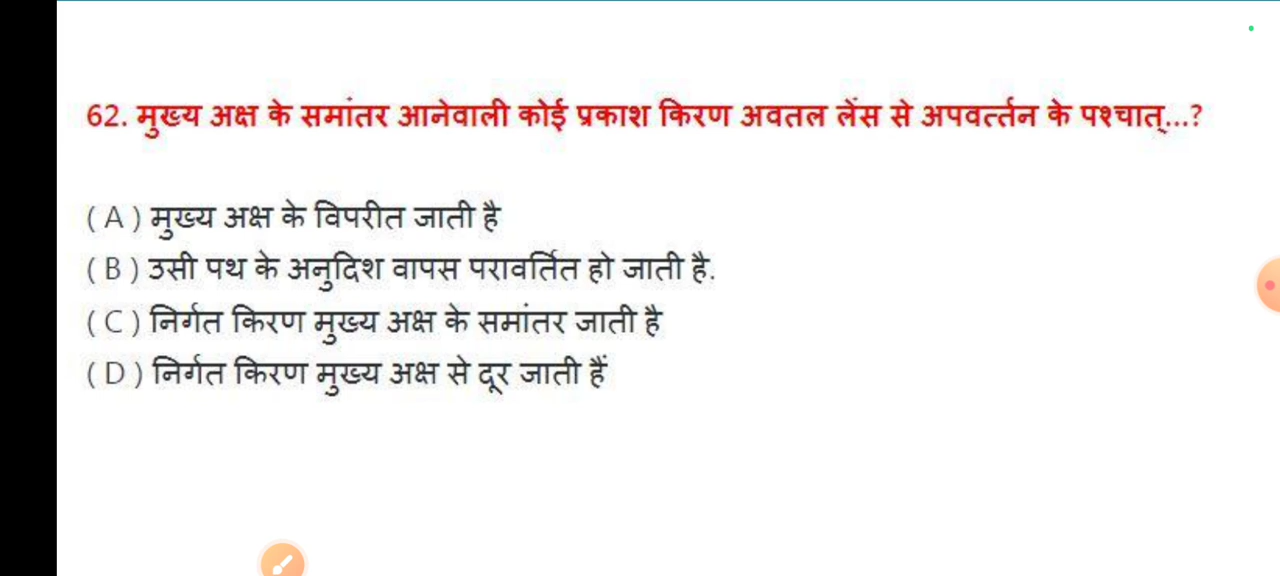 62. मुख्य अक्ष के समांतर आनेवाली कोई प्रकाश किरण अवतल लेंस से अपवर्त्तन के पश्चात्...?
( A ) मुख्य अक्ष के विपरीत जाती है
( B ) उसी पथ के अनुदिश वापस परावर्तित हो जाती है.
( C ) निर्गत किरण मुख्य अक्ष के समांतर जाती है
( D ) निर्गत किरण मुख्य अक्ष से दूर जाती हैं